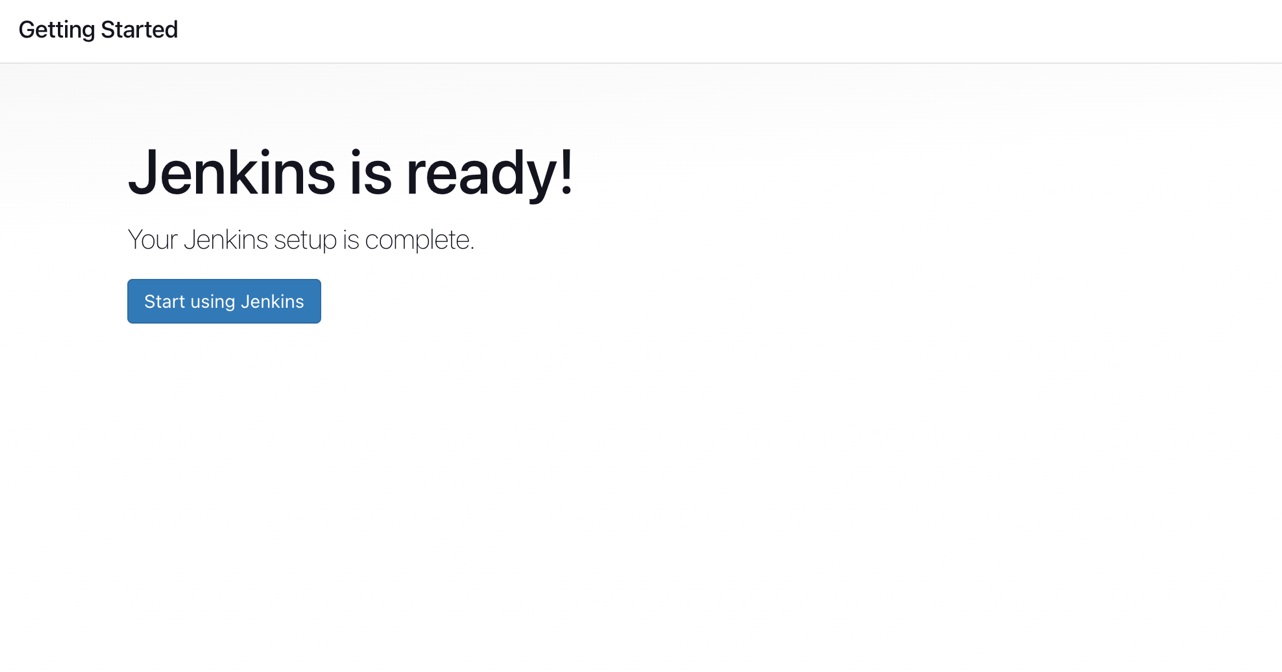 Getting Started
Jenkins is ready!
Your Jenkins setup is complete.
Start using Jenkins